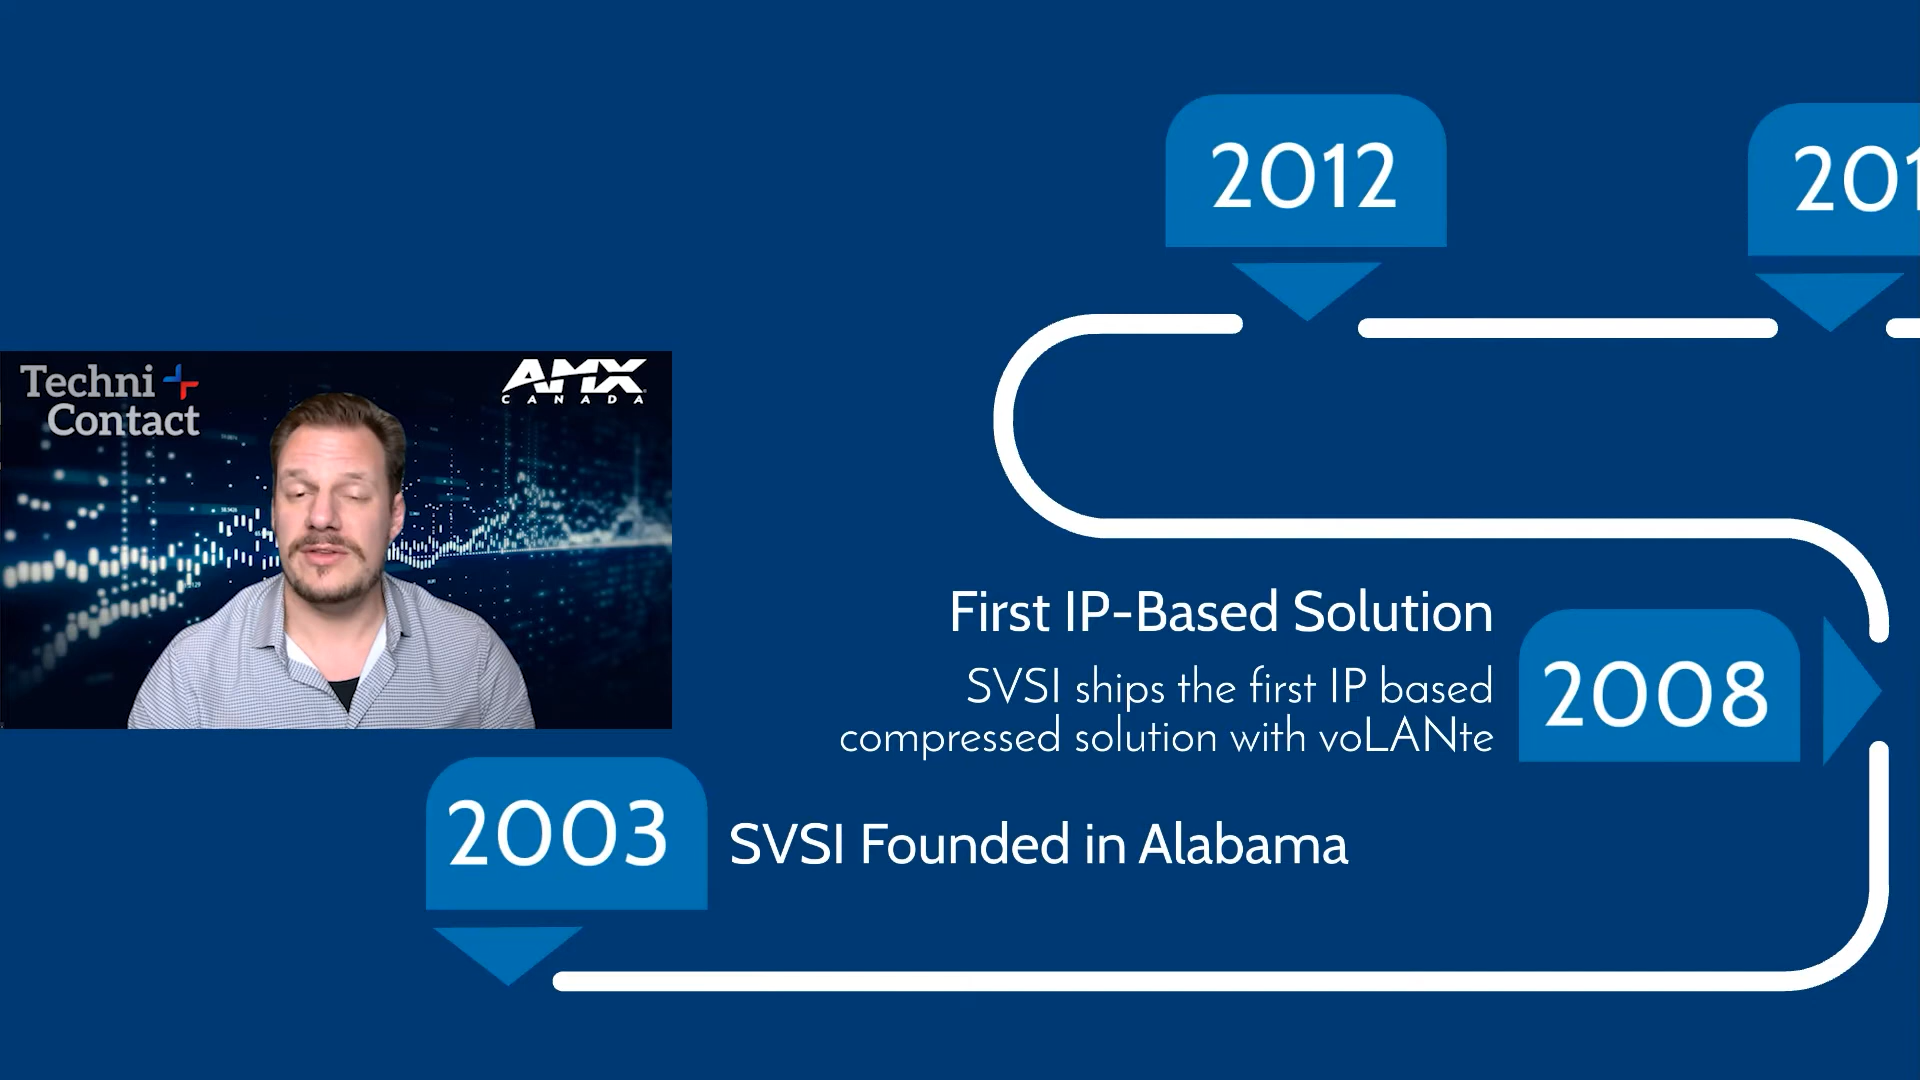 2012
201
Techni
Contact
AMX
CANADA
First IP-Based Solution
SVSI ships the first IP based
compressed solution with voLANte
2008
2003
SVSI Founded in Alabama